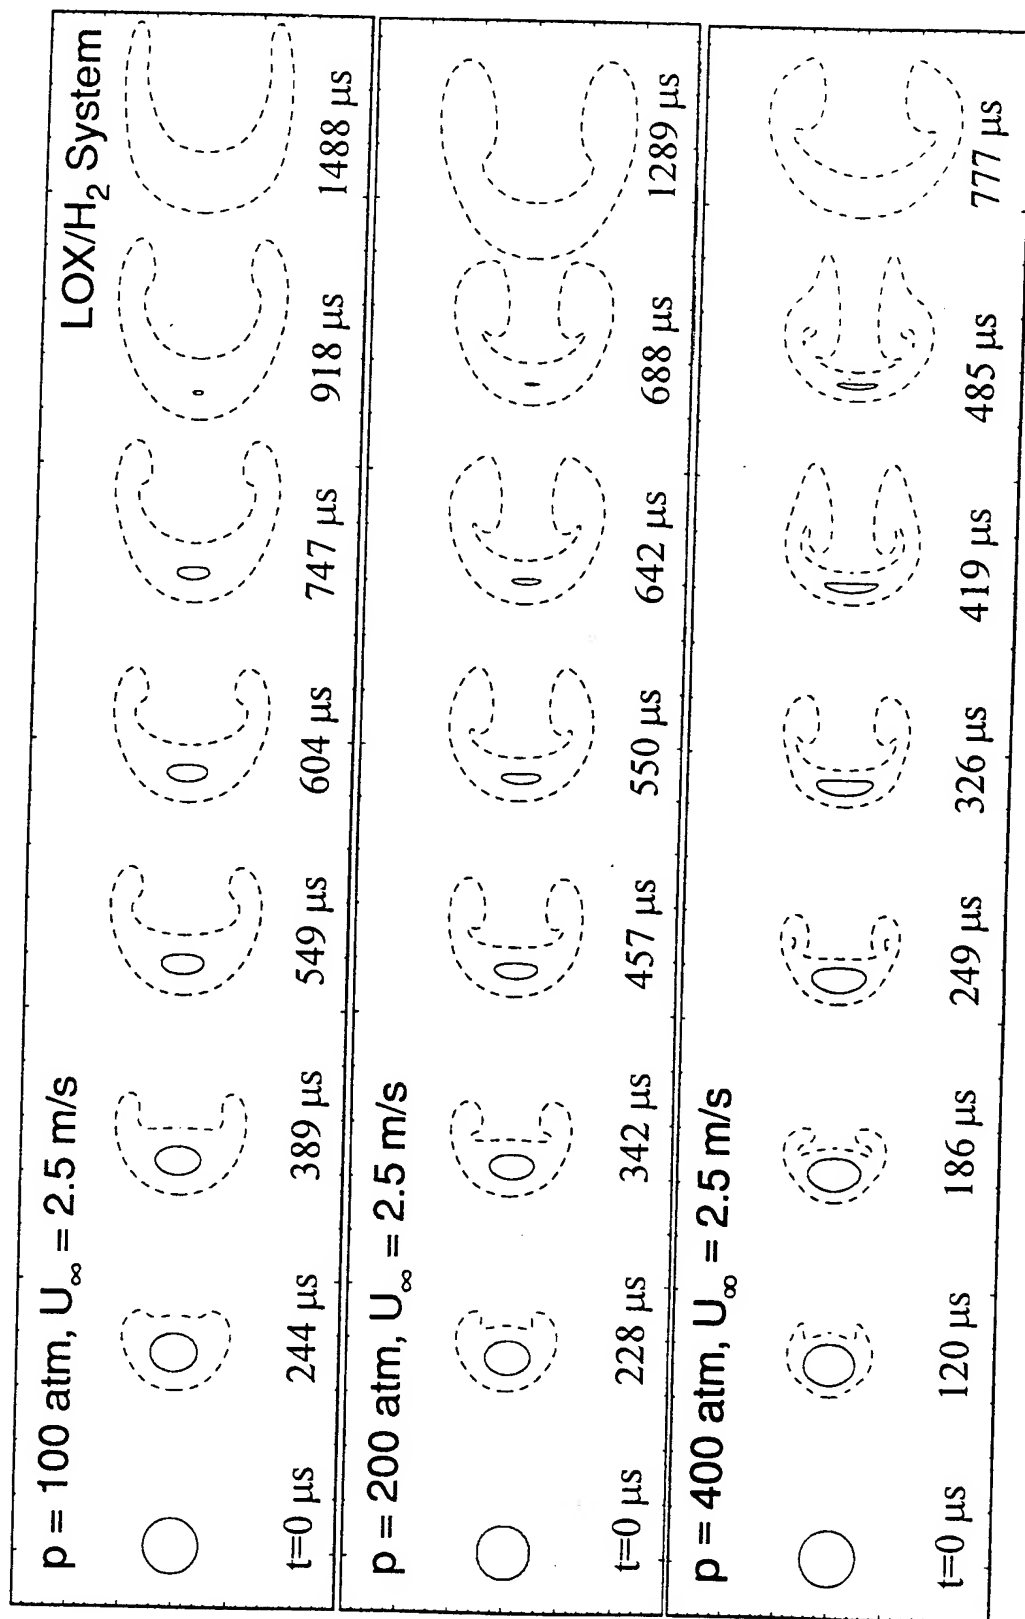 LOX/H₂ System
p = 100 atm, U∞ = 2.5 m/s
t=0 μs 244 μs 389 μs 549 μs 604 μs 747 μs 918 μs 1488 μs
p = 200 atm, U∞ = 2.5 m/s
t=0 μs 228 μs 342 μs 457 μs 550 μs 642 μs 688 μs 1289 μs
p = 400 atm, U∞ = 2.5 m/s
t=0 μs 120 μs 186 μs 249 μs 326 μs 419 μs 485 μs 777 μs